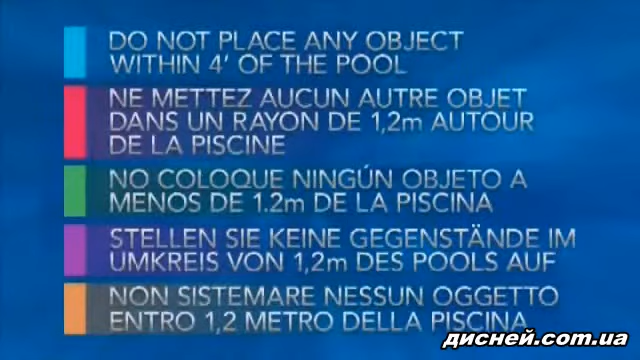 DO NOT PLACE ANY OBJECT
WITHIN 4' OF THE POOL
NE METTEZ AUCUN AUTRE OBJET
DANS UN RAYON DE 1,2m AUTOUR
DE LA PISCINE
NO COLOQUE NINGÚN OBJETO A
MENOS DE 1.2m DE LA PISCINA
STELLEN SIE KEINE GEGENSTÄNDE IM
UMKREIS VON 1,2m DES POOLS AUF
NON SISTEMARE NESSUN OGGETTO
ENTRO 1,2 METRO DELLA PISCINA
дисней.com.ua